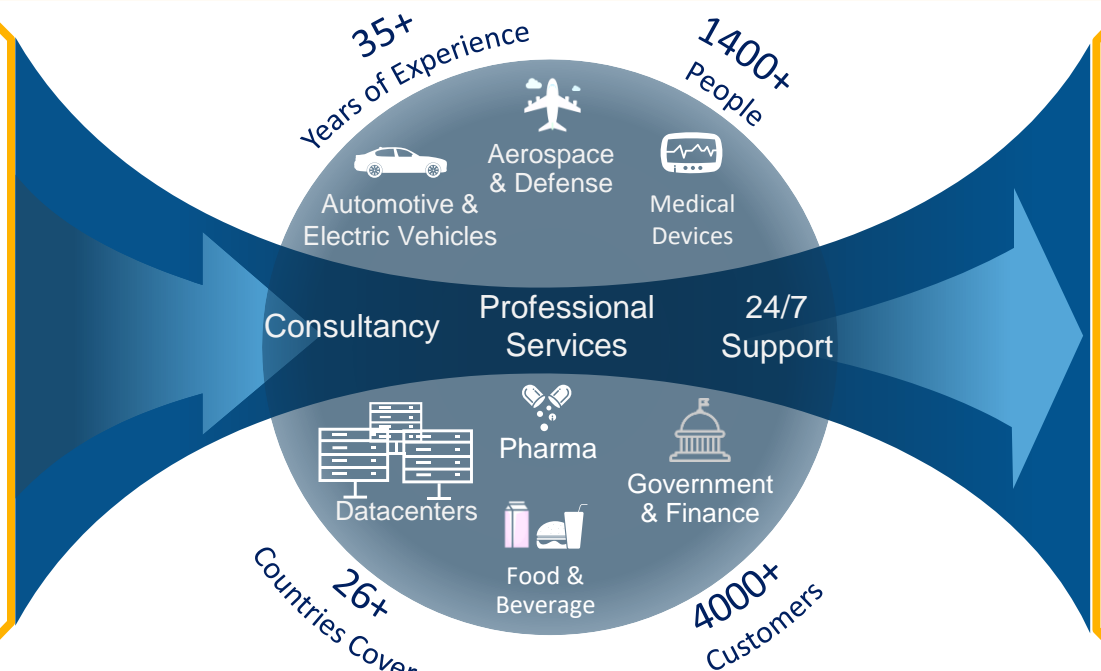 35+
Years of Experience
1400+
People
Aerospace
& Defense
Automotive &
Electric Vehicles
Medical
Devices
Consultancy
Professional
Services
24/7
Support
Pharma
Datacenters
Government
& Finance
Food &
Beverage
26+
Countries Cover
4000+
Customers